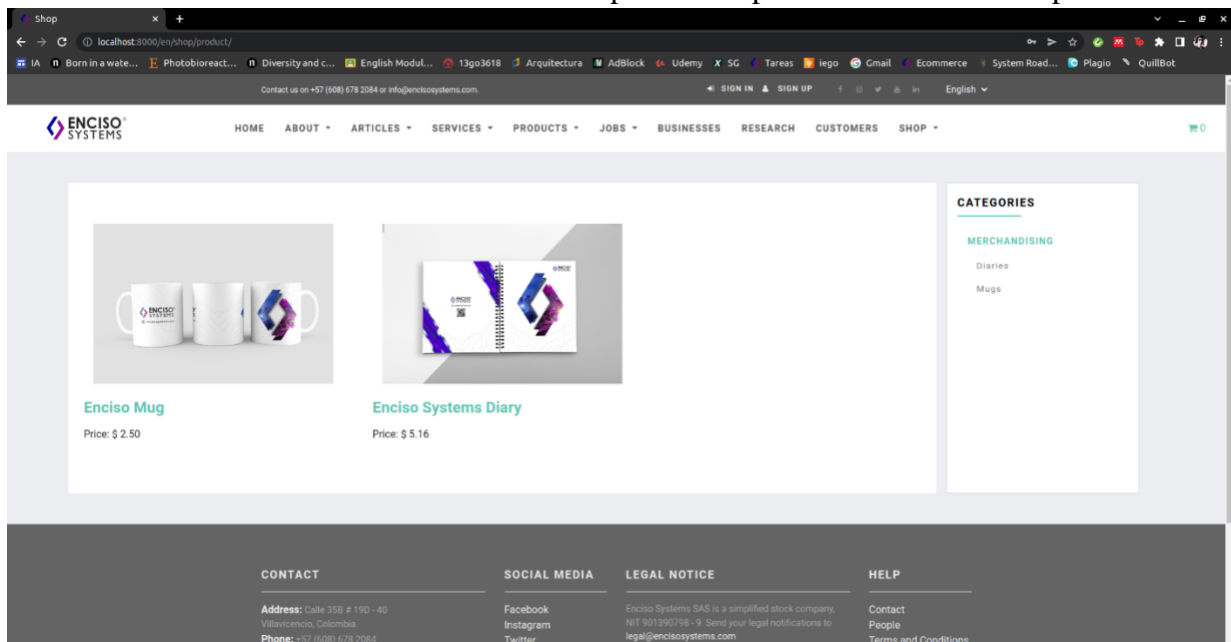 Shop
localhost:8000/en/shop/product/
IA Born in a wate... Photobioreact... Diversity and c... English Modul... 13go3618 Arquitectura AdBlock Udemy SG Tareas iego Gmail Ecommerce System Road... Plagio QuillBot
Contact us on +57 (608) 678 2084 or info@encisosystems.com. SIGN IN SIGN UP English
ENCISO
SYSTEMS
HOME ABOUT ARTICLES SERVICES PRODUCTS JOBS BUSINESSES RESEARCH CUSTOMERS SHOP 0
CATEGORIES
MERCHANDISING
Diaries
Mugs
ENCISO
SYSTEMS
Enciso Mug Enciso Systems Diary
Price: $ 2.50 Price: $ 5.16
CONTACT SOCIAL MEDIA LEGAL NOTICE HELP
Address: Calle 35B # 19D - 40 Facebook Enciso Systems SAS is a simplified stock company, Contact
Villavicencio, Colombia Instagram NIT 901390798 - 9. Send your legal notifications to People
Phone: +57 (608) 678 2084 Twitter legal@encisosystems.com Terms and Conditions